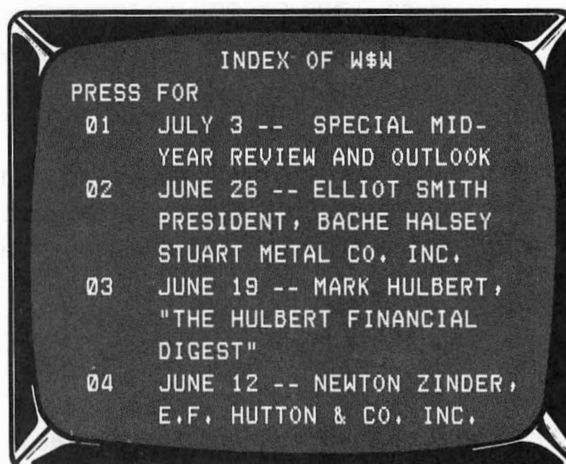 INDEX OF W$W
PRESS FOR
01 JULY 3 -- SPECIAL MID-
YEAR REVIEW AND OUTLOOK
02 JUNE 26 -- ELLIOT SMITH
PRESIDENT, BACHE HALSEY
STUART METAL CO. INC.
03 JUNE 19 -- MARK HULBERT,
"THE HULBERT FINANCIAL
DIGEST"
04 JUNE 12 -- NEWTON ZINDER,
E.F. HUTTON & CO. INC.